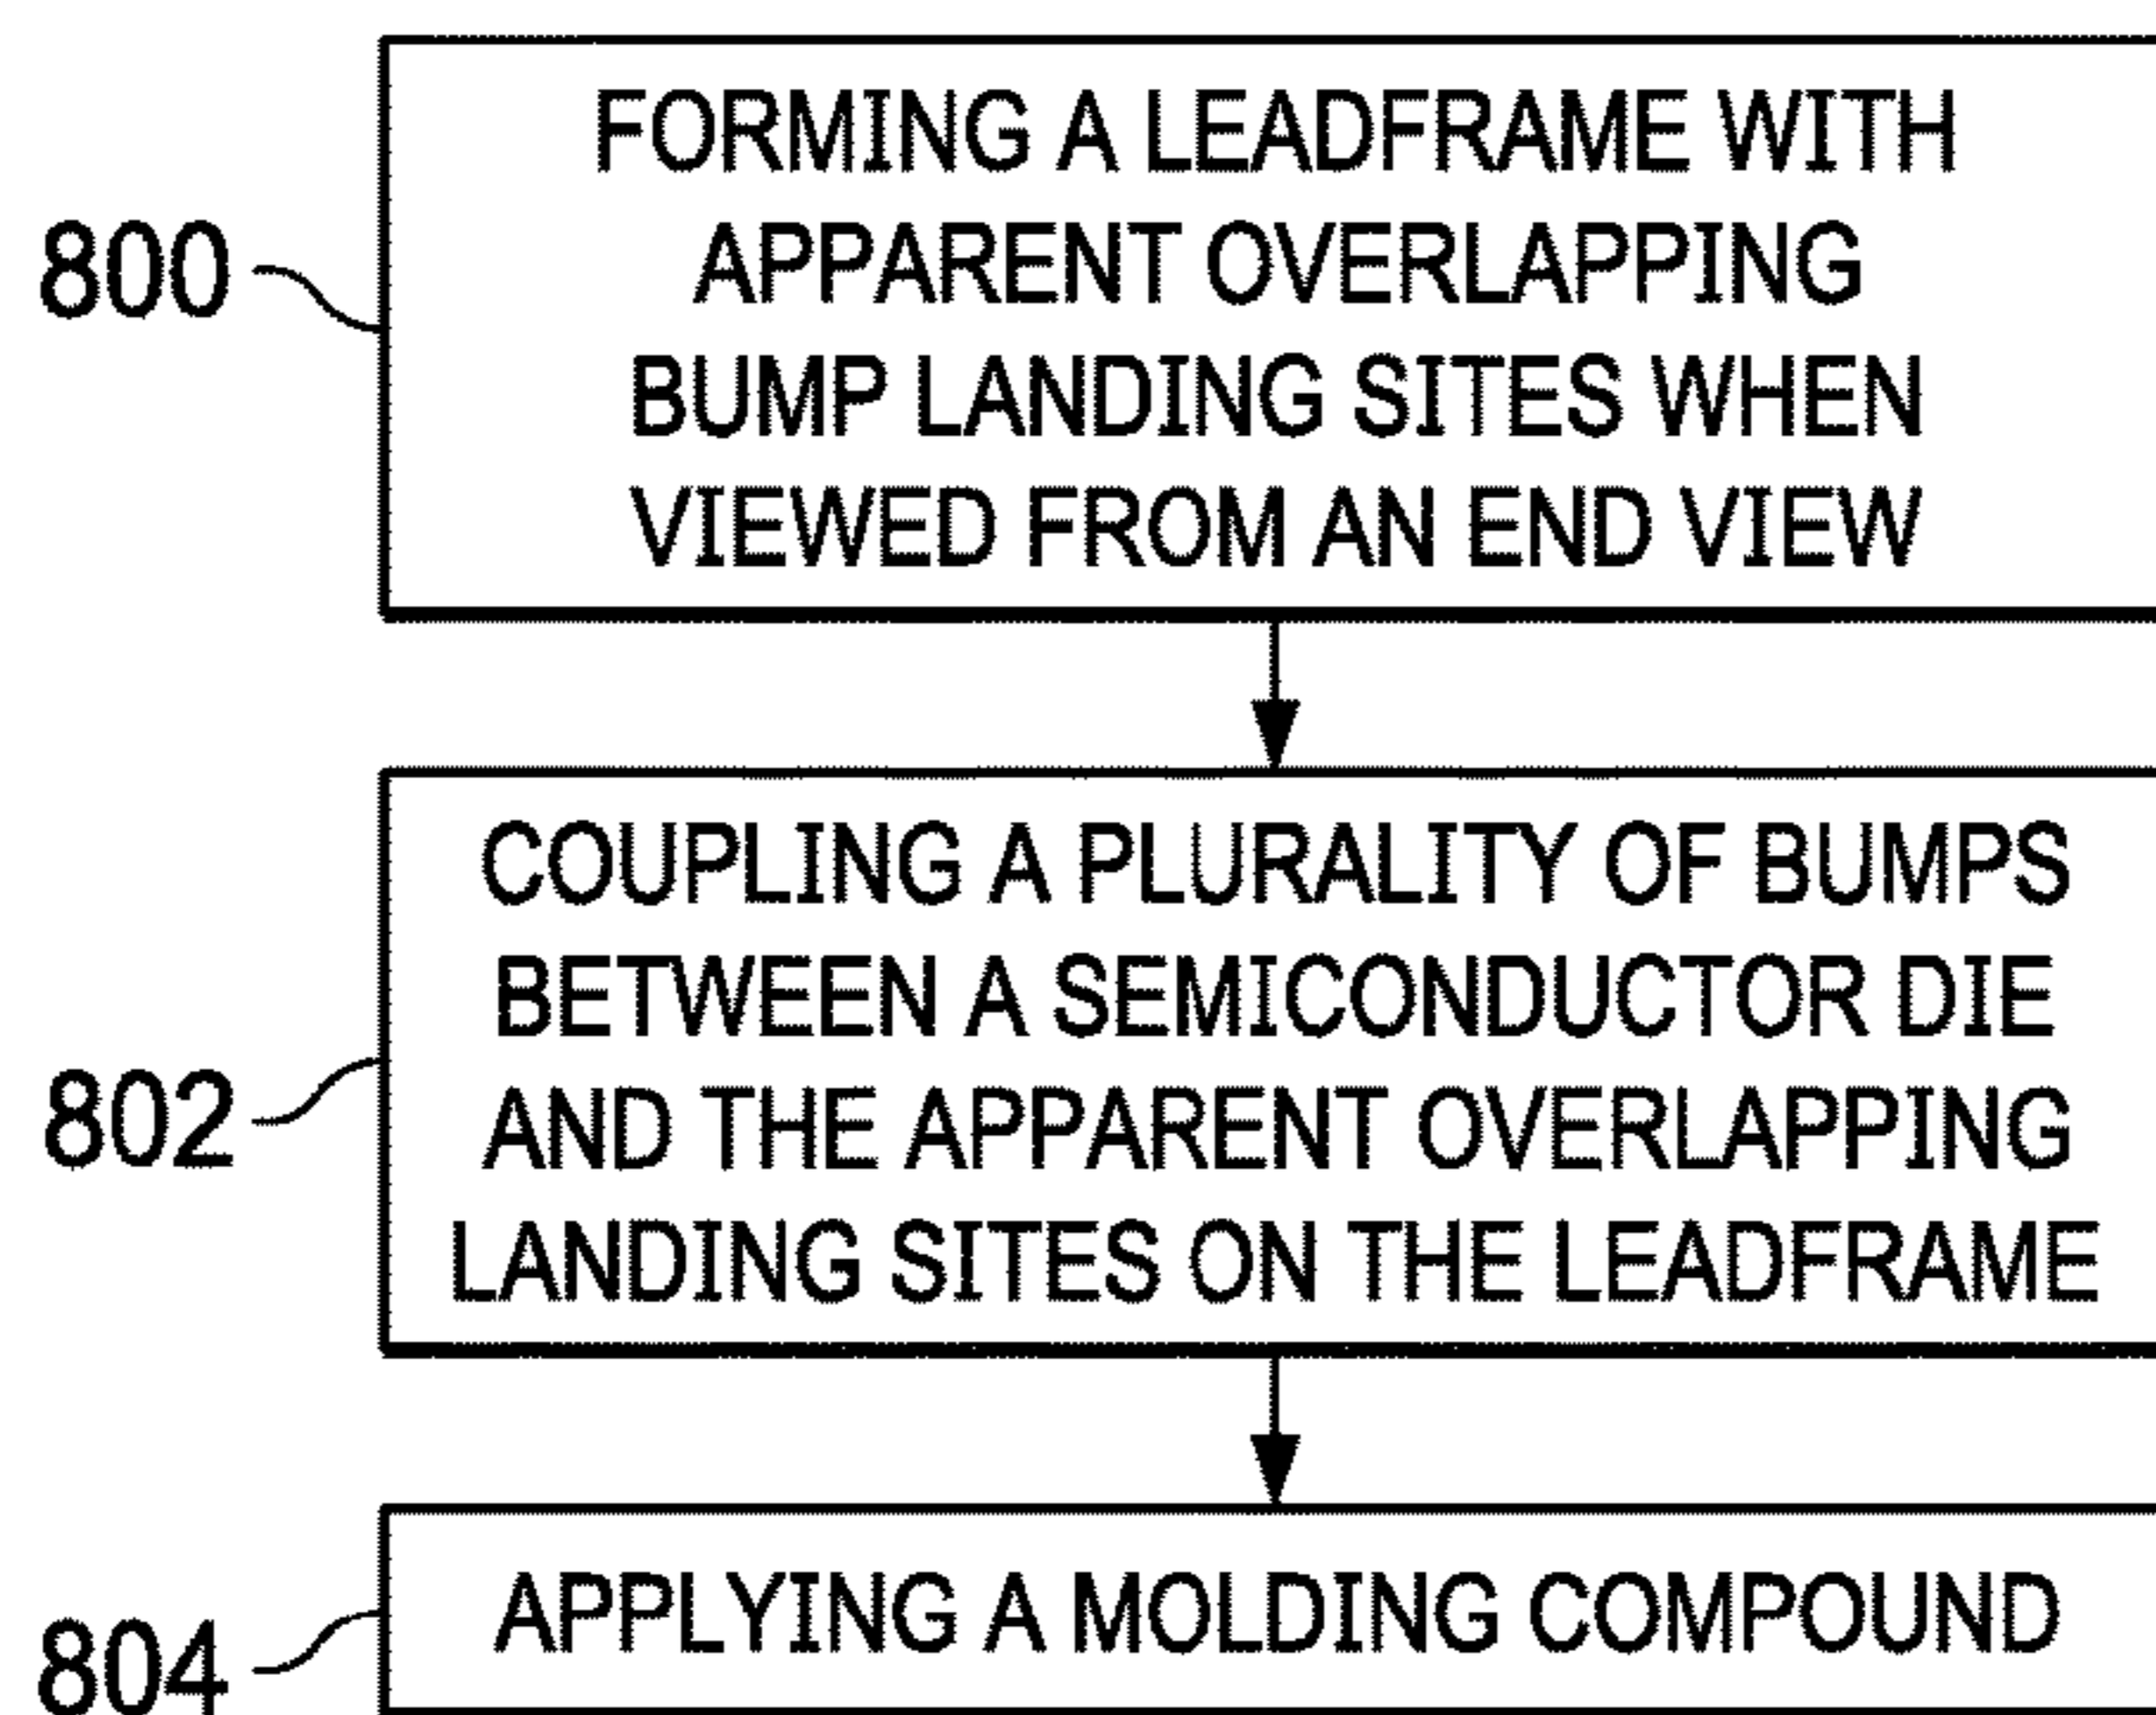 800
FORMING A LEADFRAME WITH
APPARENT OVERLAPPING
BUMP LANDING SITES WHEN
VIEWED FROM AN END VIEW
802
COUPLING A PLURALITY OF BUMPS
BETWEEN A SEMICONDUCTOR DIE
AND THE APPARENT OVERLAPPING
LANDING SITES ON THE LEADFRAME
804
APPLYING A MOLDING COMPOUND